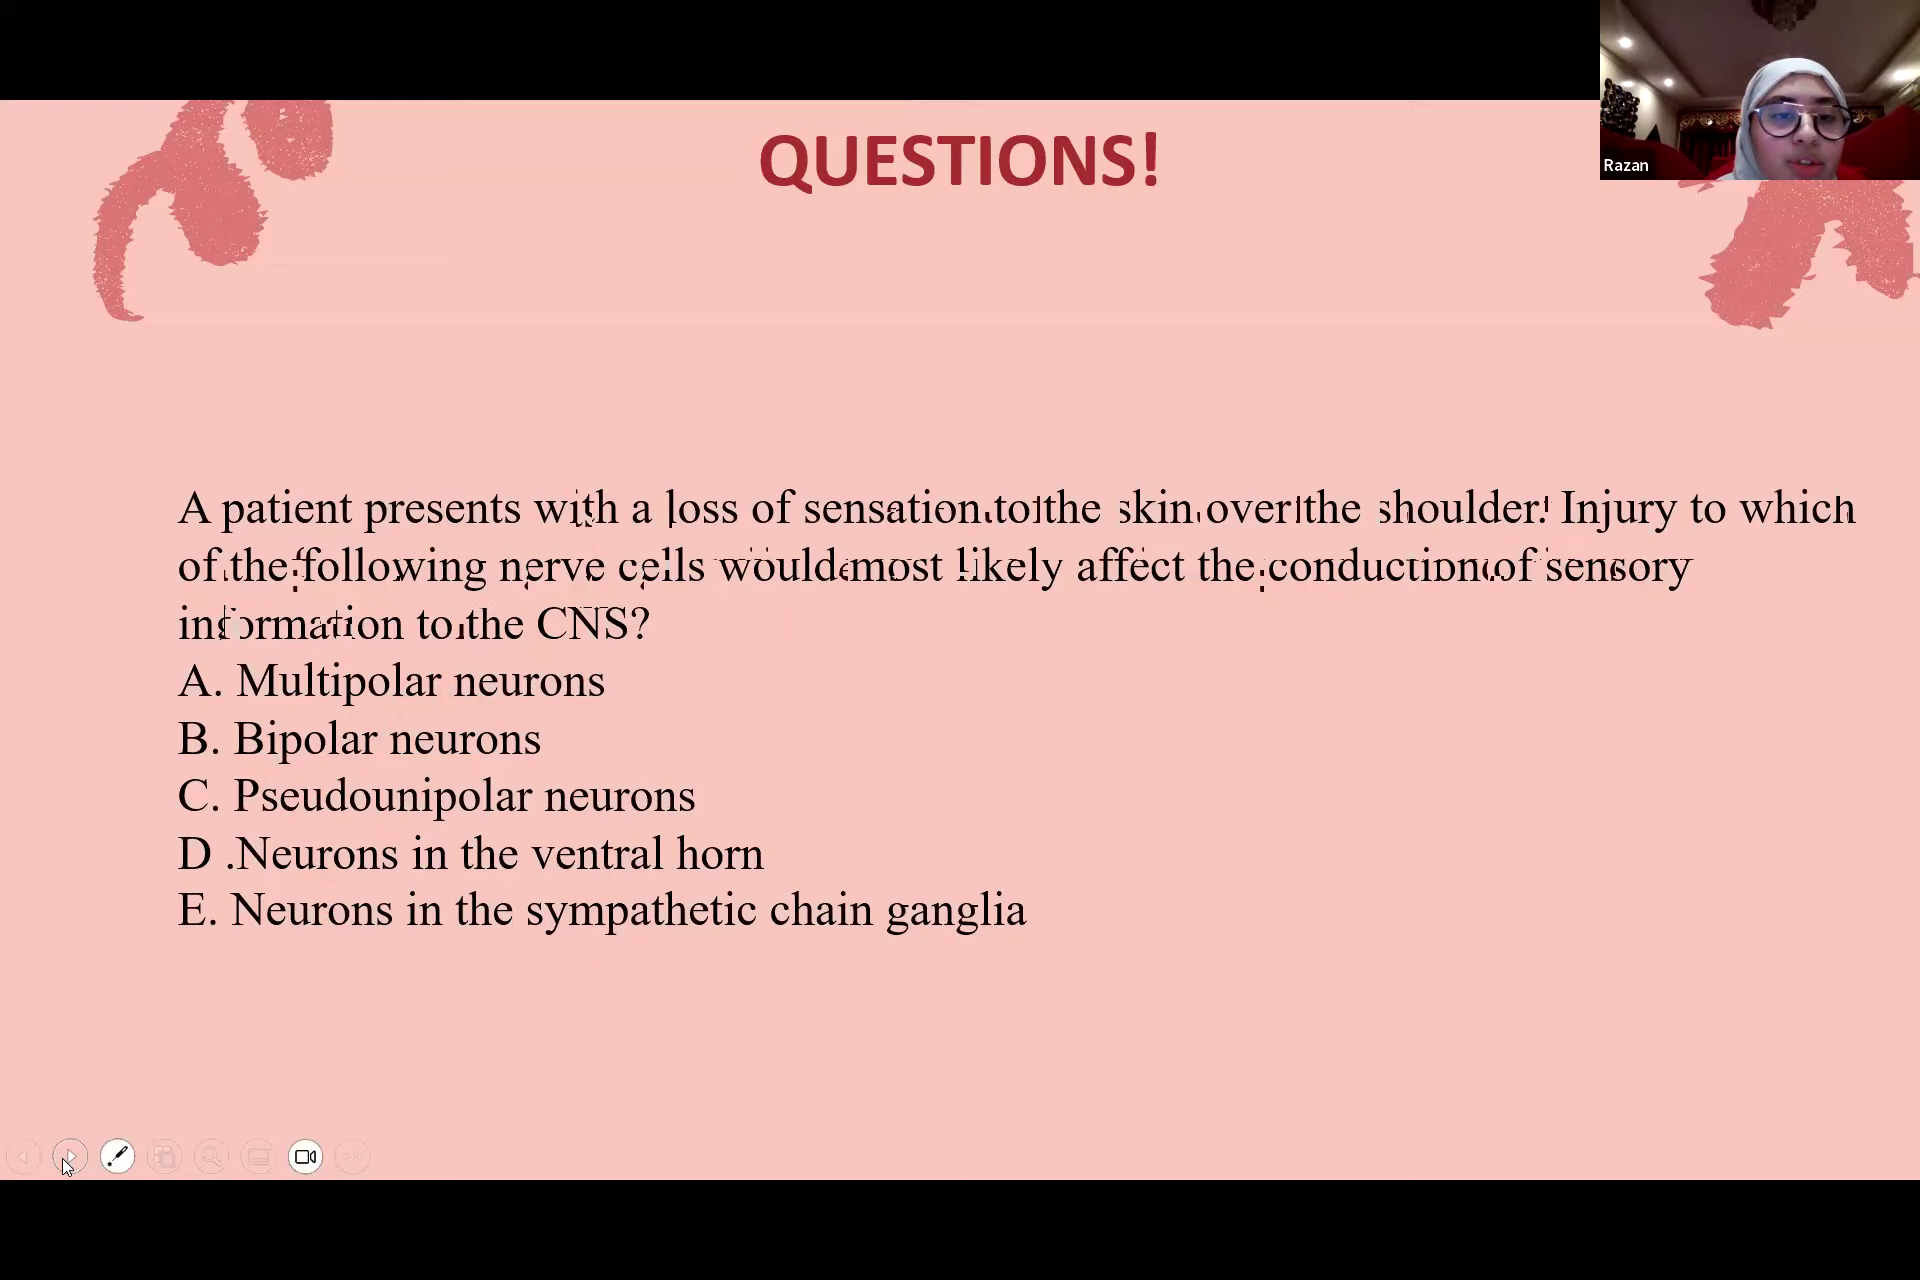 QUESTIONS!
Razan
A patient presents with a loss of sensation to the skin over the shoulder. Injury to which
of the following nerve cells would most likely affect the conduction of sensory
information to the CNS?
A. Multipolar neurons
B. Bipolar neurons
C. Pseudounipolar neurons
D .Neurons in the ventral horn
E. Neurons in the sympathetic chain ganglia